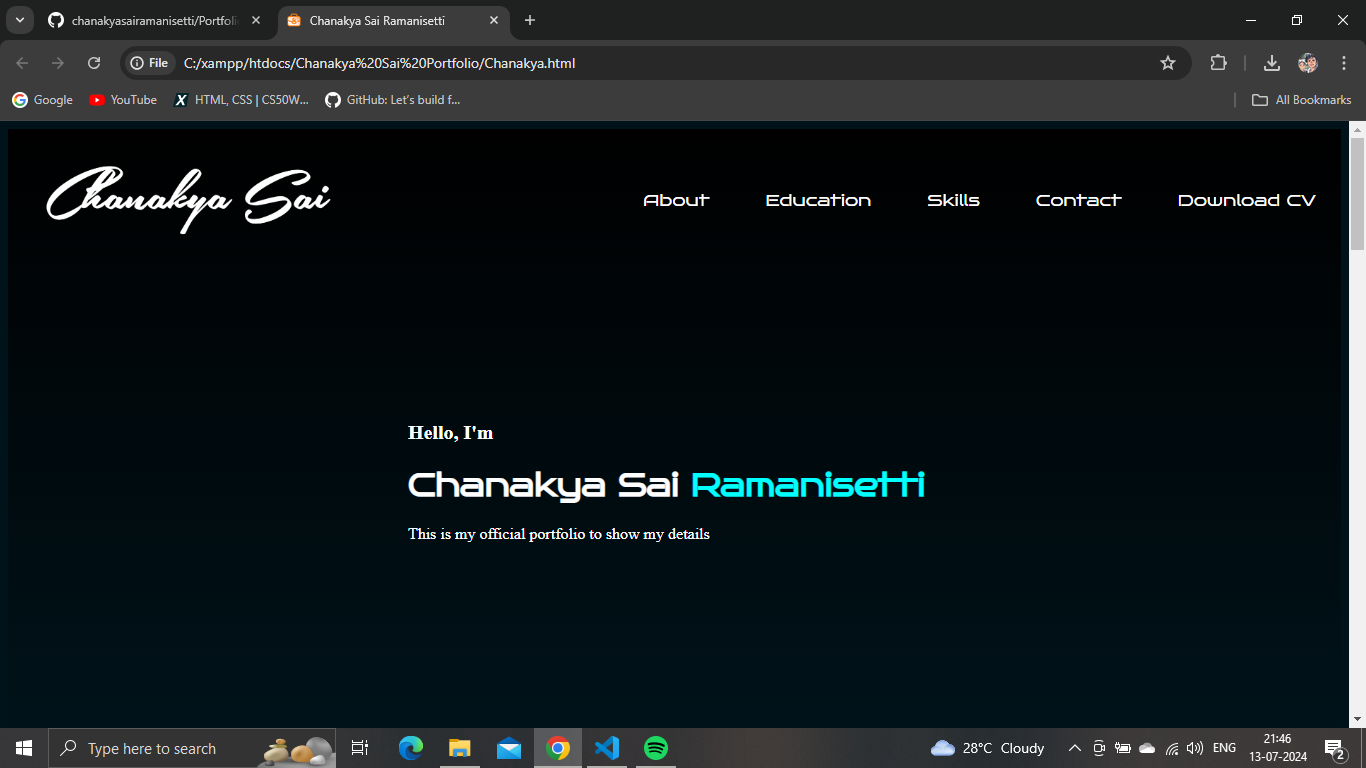 chanakyasairamanisetti/Portfoli
Chanakya Sai Ramanisetti
File
C:/xampp/htdocs/Chanakya%20Sai%20Portfolio/Chanakya.html
Google
YouTube
HTML, CSS | CS50W...
GitHub: Let's build f...
All Bookmarks
Chanakya Sai
About
Education
Skills
Contact
Download CV
Hello, I'm
Chanakya Sai Ramanisetti
This is my official portfolio to show my details
Type here to search
28°C Cloudy
ENG
21:46
13-07-2024
2